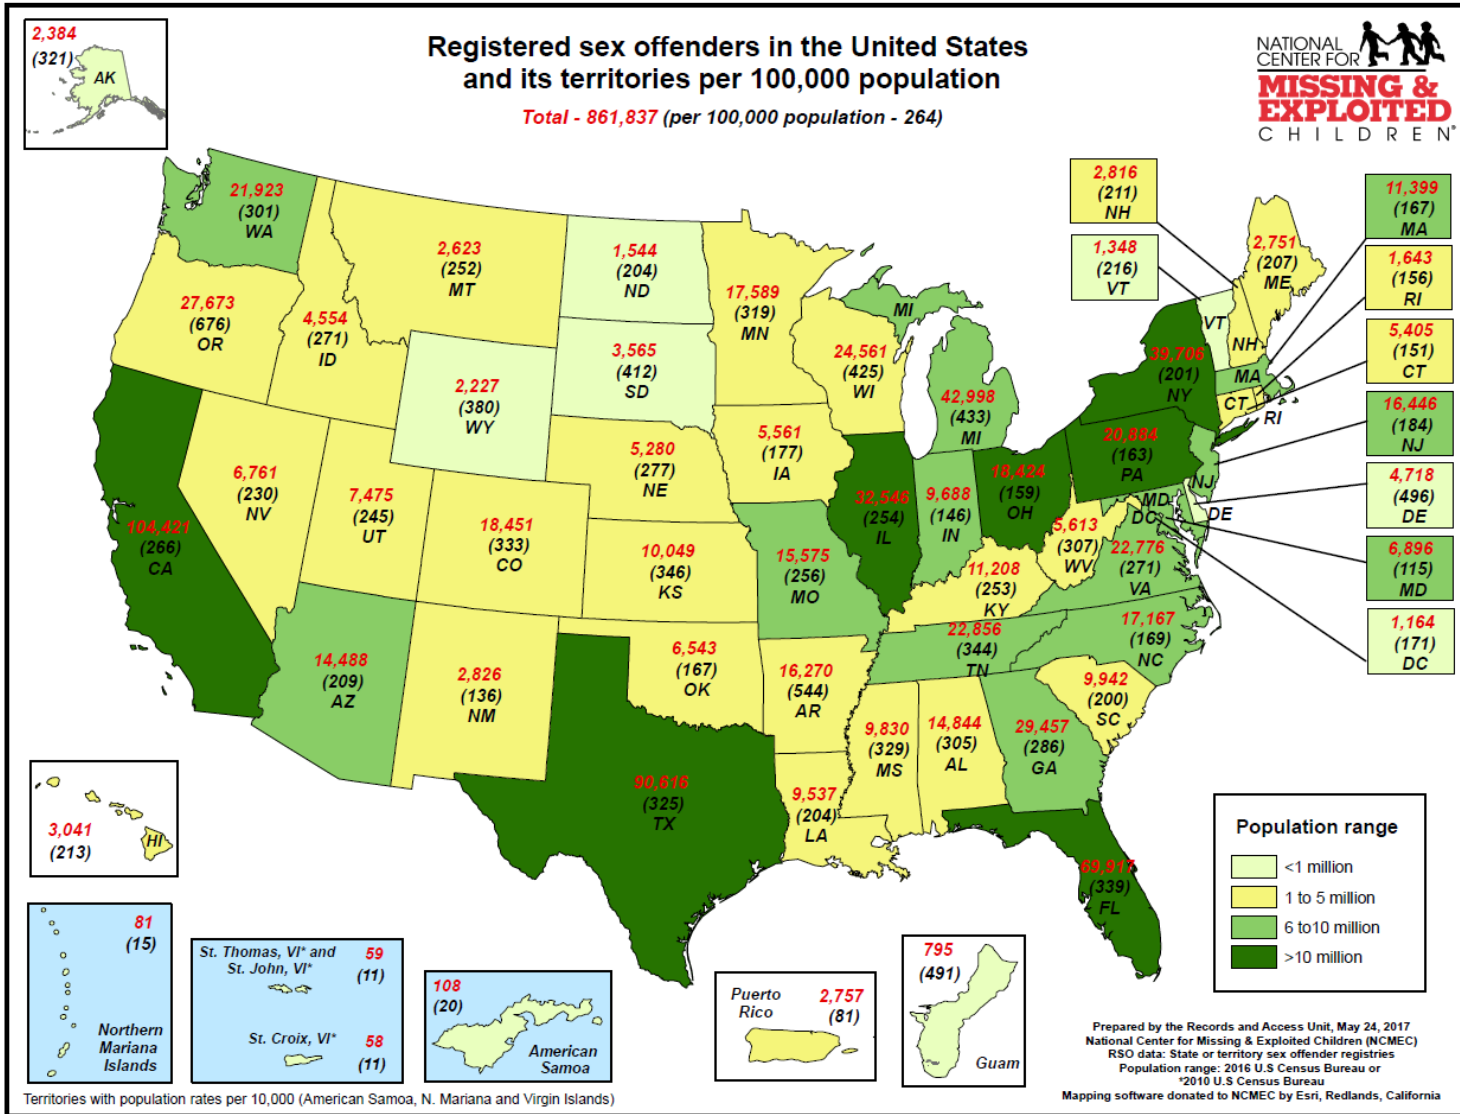 2,384
(321)
AK
Registered sex offenders in the United States
and its territories per 100,000 population
Total - 861,837 (per 100,000 population - 264)
NATIONAL
CENTER FOR
MISSING &
EXPLOITED
CHILDREN®
21,923
(301)
WA
27,673
(676)
OR
4,554
(271)
ID
2,623
(252)
MT
1,544
(204)
ND
3,565
(412)
SD
2,227
(380)
WY
17,589
(319)
MN
24,561
(425)
WI
MI
42,998
(433)
MI
2,816
(211)
NH
1,348
(216)
VT
VT
NH
2,751
(207)
ME
11,399
(167)
MA
1,643
(156)
RI
5,405
(151)
CT
16,446
(184)
NJ
4,718
(496)
DE
6,896
(115)
MD
1,164
(171)
DC
39,706
(201)
NY
MA
CT
RI
20,884
(163)
PA
NJ
MD
DC
DE
104,421
(266)
CA
6,761
(230)
NV
7,475
(245)
UT
18,451
(333)
CO
5,280
(277)
NE
5,561
(177)
IA
10,049
(346)
KS
15,575
(256)
MO
32,546
(254)
IL
9,688
(146)
IN
18,424
(159)
OH
5,613
(307)
WV
22,776
(271)
VA
11,208
(253)
KY
22,856
(344)
TN
17,167
(169)
NC
14,488
(209)
AZ
2,826
(136)
NM
6,543
(167)
OK
16,270
(544)
AR
9,942
(200)
SC
90,616
(325)
TX
9,537
(204)
LA
9,830
(329)
MS
14,844
(305)
AL
29,457
(286)
GA
69,917
(339)
FL
3,041
(213)
HI
81
(15)
Northern
Mariana
Islands
St. Thomas, VI* and
St. John, VI*
59
(11)
St. Croix, VI*
58
(11)
108
(20)
American
Samoa
Puerto
Rico
2,757
(81)
795
(491)
Guam
Population range
<1 million
1 to 5 million
6 to10 million
>10 million
Prepared by the Records and Access Unit, May 24, 2017
National Center for Missing & Exploited Children (NCMEC)
RSO data: State or territory sex offender registries
Population range: 2016 U.S Census Bureau or
*2010 U.S Census Bureau
Mapping software donated to NCMEC by Esri, Redlands, California
Territories with population rates per 10,000 (American Samoa, N. Mariana and Virgin Islands)